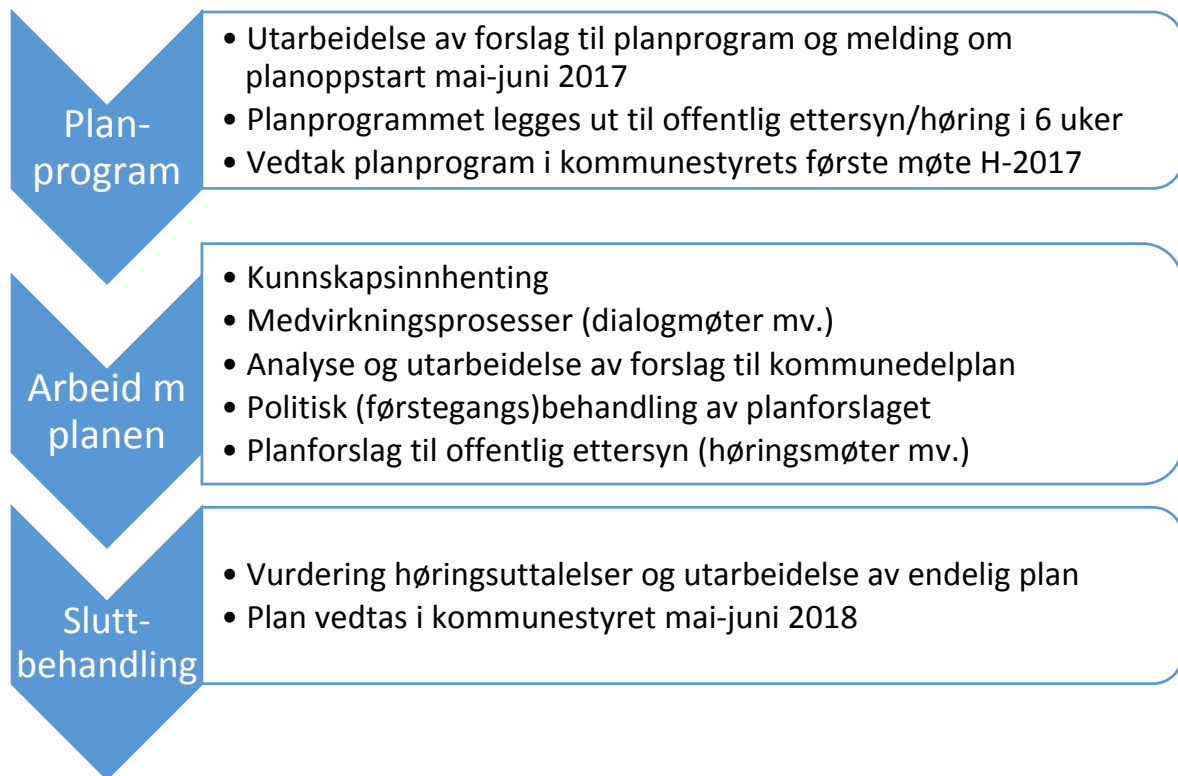 Plan-
program
• Utarbeidelse av forslag til planprogram og melding om
planoppstart mai-juni 2017
• Planprogrammet legges ut til offentlig ettersyn/høring i 6 uker
• Vedtak planprogram i kommunestyrets første møte H-2017
Arbeid m
planen
• Kunnskapsinnhenting
• Medvirkningsprosesser (dialogmøter mv.)
• Analyse og utarbeidelse av forslag til kommunedelplan
• Politisk (førstegangs)behandling av planforslaget
• Planforslag til offentlig ettersyn (høringsmøter mv.)
Slutt-
behandling
• Vurdering høringsuttalelser og utarbeidelse av endelig plan
• Plan vedtas i kommunestyret mai-juni 2018